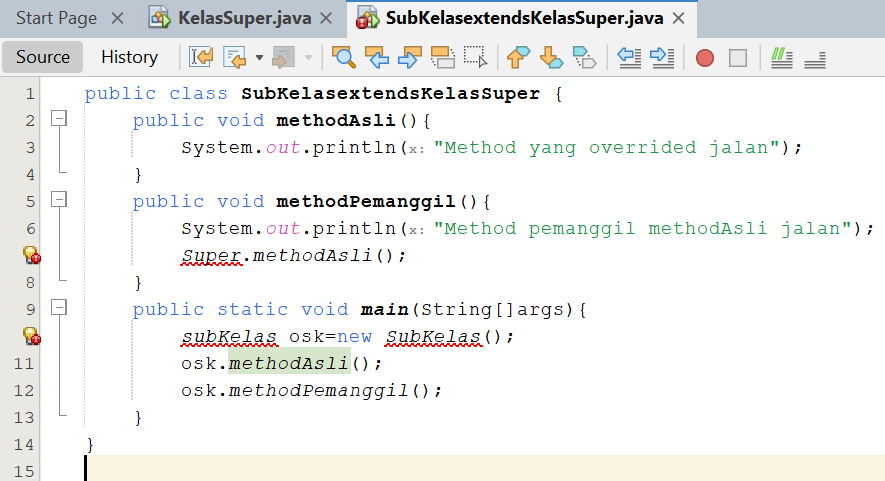 Start Page KelasSuper.java SubKelasextendsKelasSuper.java
Source History
1 public class SubKelasextendsKelasSuper {
2 public void methodAsli(){
3 System.out.println(x: "Method yang overrided jalan");
4 }
5 public void methodPemanggil(){
6 System.out.println(x: "Method pemanggil methodAsli jalan");
Super.methodAsli();
8 }
9 public static void main(String[]args){
subKelas osk=new SubKelas();
11 osk.methodAsli();
12 osk.methodPemanggil();
13 }
14 }
15